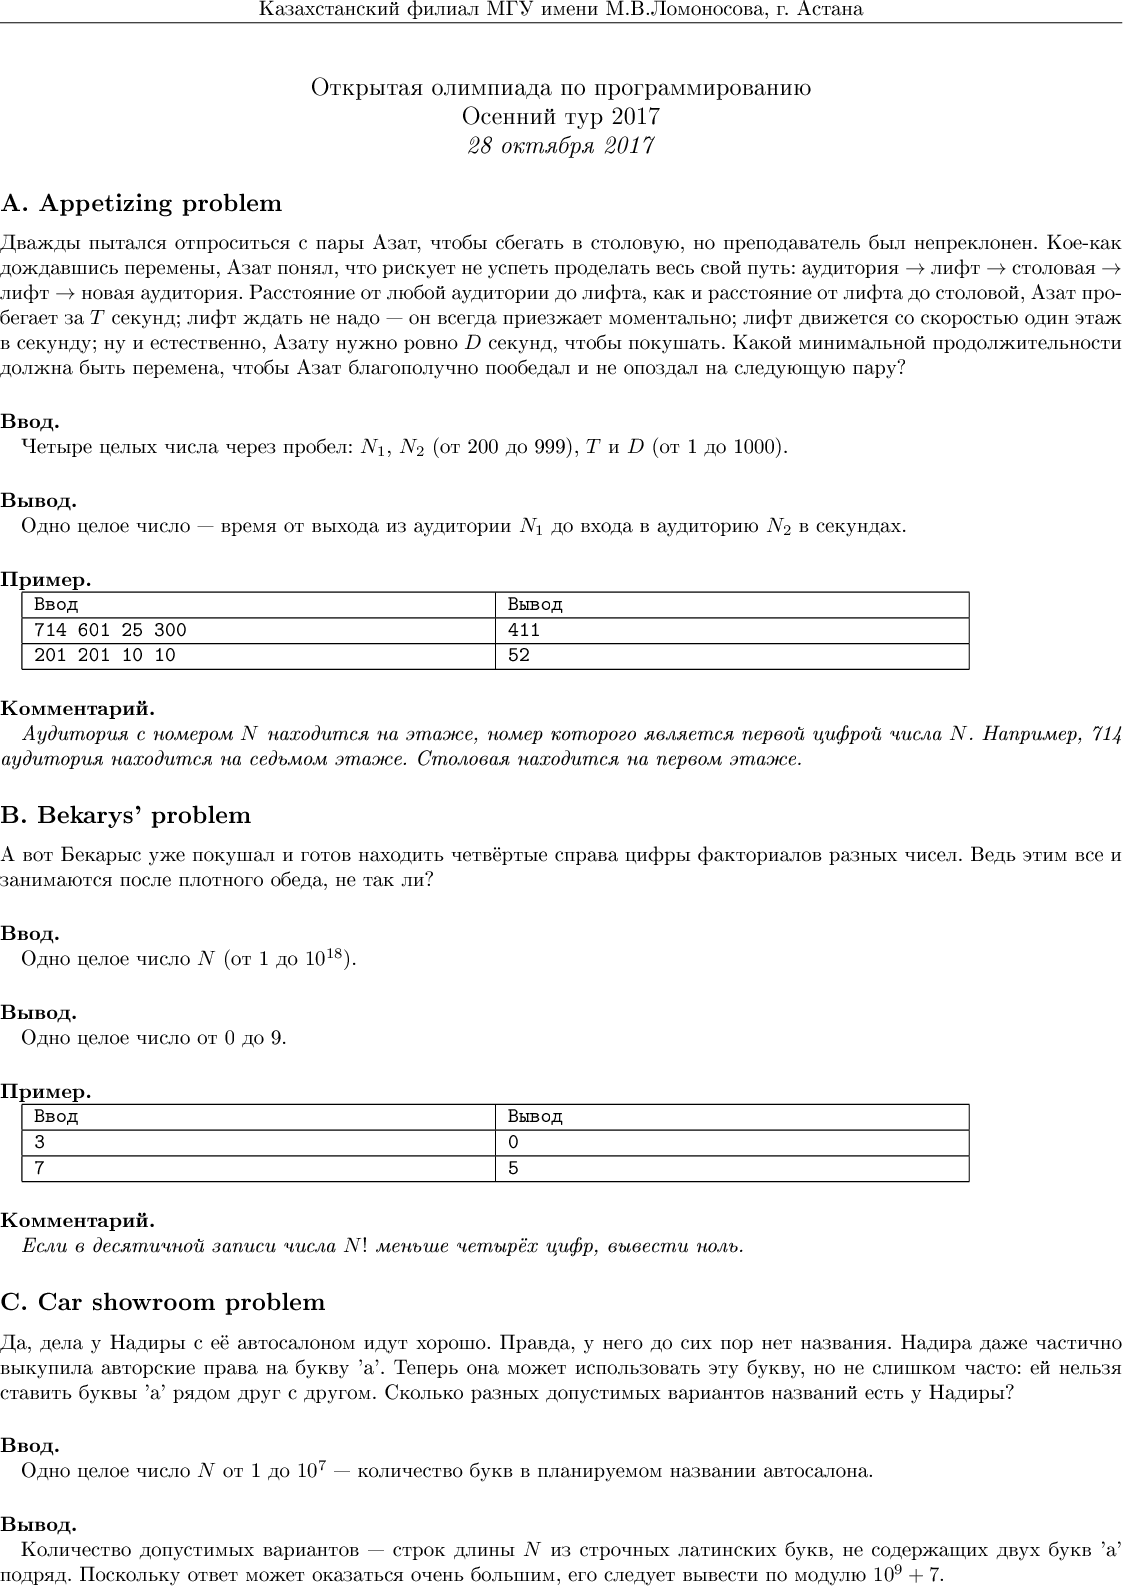 Казахстанский филиал МГУ имени М.В.Ломоносова, г. Астана
Открытая олимпиада по программированию
Осенний тур 2017
28 октября 2017
A. Appetizing problem
Дважды пытался отпроситься с пары Азат, чтобы сбегать в столовую, но преподаватель был непреклонен. Кое-как
дождавшись перемены, Азат понял, что рискует не успеть проделать весь свой путь: аудитория → лифт → столовая →
лифт → новая аудитория. Расстояние от любой аудитории до лифта, как и расстояние от лифта до столовой, Азат про-
бегает за T секунд; лифт ждать не надо — он всегда приезжает моментально; лифт движется со скоростью один этаж
в секунду; ну и естественно, Азату нужно ровно D секунд, чтобы покушать. Какой минимальной продолжительности
должна быть перемена, чтобы Азат благополучно пообедал и не опоздал на следующую пару?
Ввод.
Четыре целых числа через пробел: N₁, N₂ (от 200 до 999), T и D (от 1 до 1000).
Вывод.
Одно целое число — время от выхода из аудитории N₁ до входа в аудиторию N₂ в секундах.
Пример.
Ввод Вывод
714 601 25 300 411
201 201 10 10 52
Комментарий.
Аудитория с номером N находится на этаже, номер которого является первой цифрой числа N. Например, 714
аудитория находится на седьмом этаже. Столовая находится на первом этаже.
B. Bekarys' problem
А вот Бекарыс уже покушал и готов находить четвёртые справа цифры факториалов разных чисел. Ведь этим все и
занимаются после плотного обеда, не так ли?
Ввод.
Одно целое число N (от 1 до 10¹⁸).
Вывод.
Одно целое число от 0 до 9.
Пример.
Ввод Вывод
3 0
7 5
Комментарий.
Если в десятичной записи числа N! меньше четырёх цифр, вывести ноль.
C. Car showroom problem
Да, дела у Надиры с её автосалоном идут хорошо. Правда, у него до сих пор нет названия. Надира даже частично
выкупила авторские права на букву 'a'. Теперь она может использовать эту букву, но не слишком часто: ей нельзя
ставить буквы 'a' рядом друг с другом. Сколько разных допустимых вариантов названий есть у Надиры?
Ввод.
Одно целое число N от 1 до 10⁷ — количество букв в планируемом названии автосалона.
Вывод.
Количество допустимых вариантов — строк длины N из строчных латинских букв, не содержащих двух букв 'a'
подряд. Поскольку ответ может оказаться очень большим, его следует вывести по модулю 10⁹ + 7.